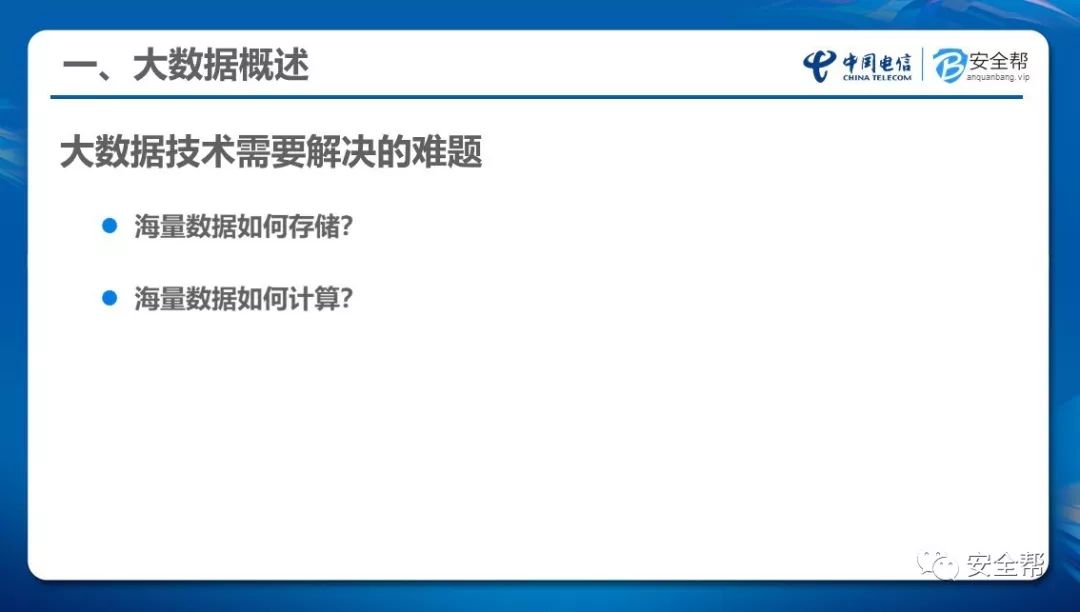 一、大数据概述
中国电信
CHINA TELECOM
安全帮
anquanbang.vip
大数据技术需要解决的难题
海量数据如何存储?
海量数据如何计算?
安全帮